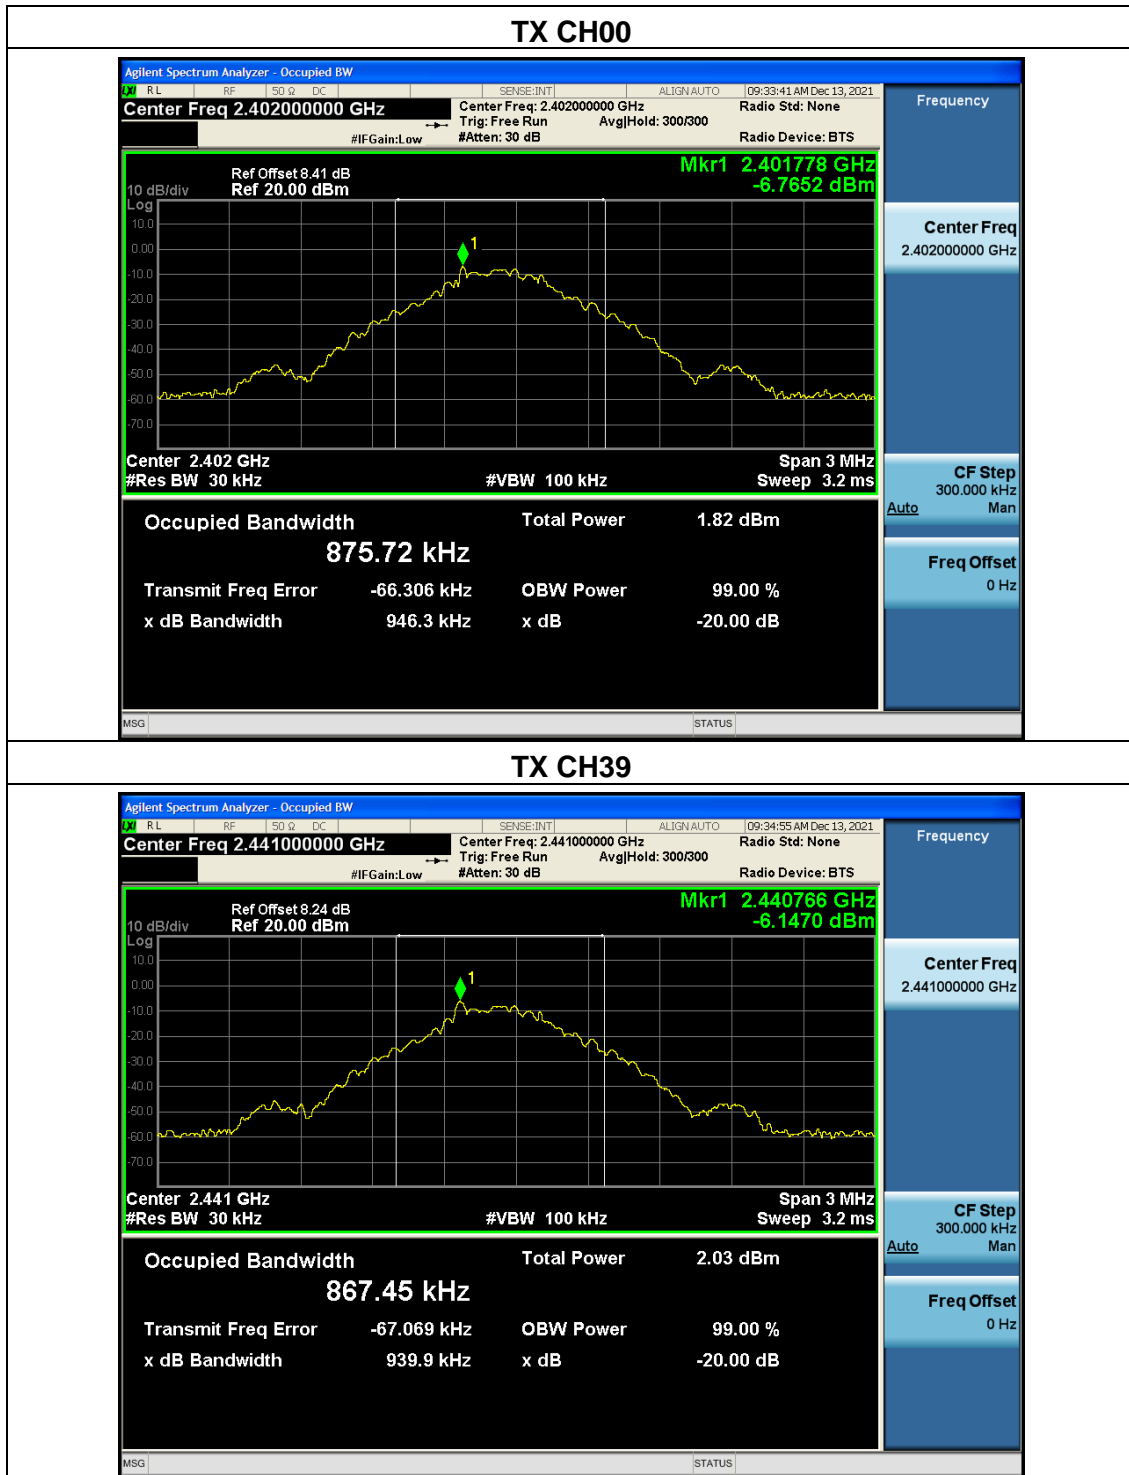 TX CH00
Agilent Spectrum Analyzer - Occupied BW
LXI RL RF 50 Ω DC SENSE:INT ALIGN AUTO 09:33:41 AM Dec 13, 2021
Center Freq 2.402000000 GHz
Center Freq: 2.402000000 GHz
Radio Std: None
Trig: Free Run Avg|Hold: 300/300
#IFGain:Low #Atten: 30 dB Radio Device: BTS
Frequency
Mkr1 2.401778 GHz
-6.7652 dBm
Ref Offset 8.41 dB
10 dB/div Ref 20.00 dBm
Log
10.0
0.00
-10.0
-20.0
-30.0
-40.0
-50.0
-60.0
-70.0
1
Center 2.402 GHz Span 3 MHz
#Res BW 30 kHz #VBW 100 kHz Sweep 3.2 ms
Occupied Bandwidth Total Power 1.82 dBm
875.72 kHz
Transmit Freq Error -66.306 kHz OBW Power 99.00 %
x dB Bandwidth 946.3 kHz x dB -20.00 dB
Center Freq
2.402000000 GHz
CF Step
300.000 kHz
Auto Man
Freq Offset
0 Hz
MSG STATUS
TX CH39
Agilent Spectrum Analyzer - Occupied BW
LXI RL RF 50 Ω DC SENSE:INT ALIGN AUTO 09:34:55 AM Dec 13, 2021
Center Freq 2.441000000 GHz
Center Freq: 2.441000000 GHz
Radio Std: None
Trig: Free Run Avg|Hold: 300/300
#IFGain:Low #Atten: 30 dB Radio Device: BTS
Frequency
Mkr1 2.440766 GHz
-6.1470 dBm
Ref Offset 8.24 dB
10 dB/div Ref 20.00 dBm
Log
10.0
0.00
-10.0
-20.0
-30.0
-40.0
-50.0
-60.0
-70.0
1
Center 2.441 GHz Span 3 MHz
#Res BW 30 kHz #VBW 100 kHz Sweep 3.2 ms
Occupied Bandwidth Total Power 2.03 dBm
867.45 kHz
Transmit Freq Error -67.069 kHz OBW Power 99.00 %
x dB Bandwidth 939.9 kHz x dB -20.00 dB
Center Freq
2.441000000 GHz
CF Step
300.000 kHz
Auto Man
Freq Offset
0 Hz
MSG STATUS